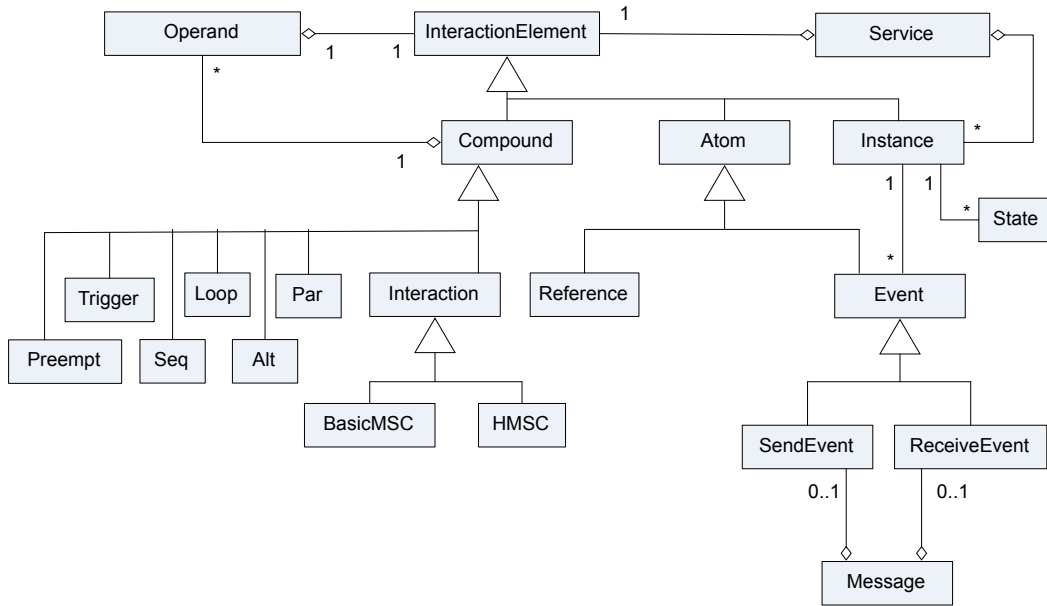 Operand
1
1
InteractionElement
1
Service
*
*
1
Compound
Atom
Instance
1
1
*
State
*
Trigger
Loop
Par
Interaction
Reference
Event
Preempt
Seq
Alt
BasicMSC
HMSC
SendEvent
ReceiveEvent
0..1
0..1
Message